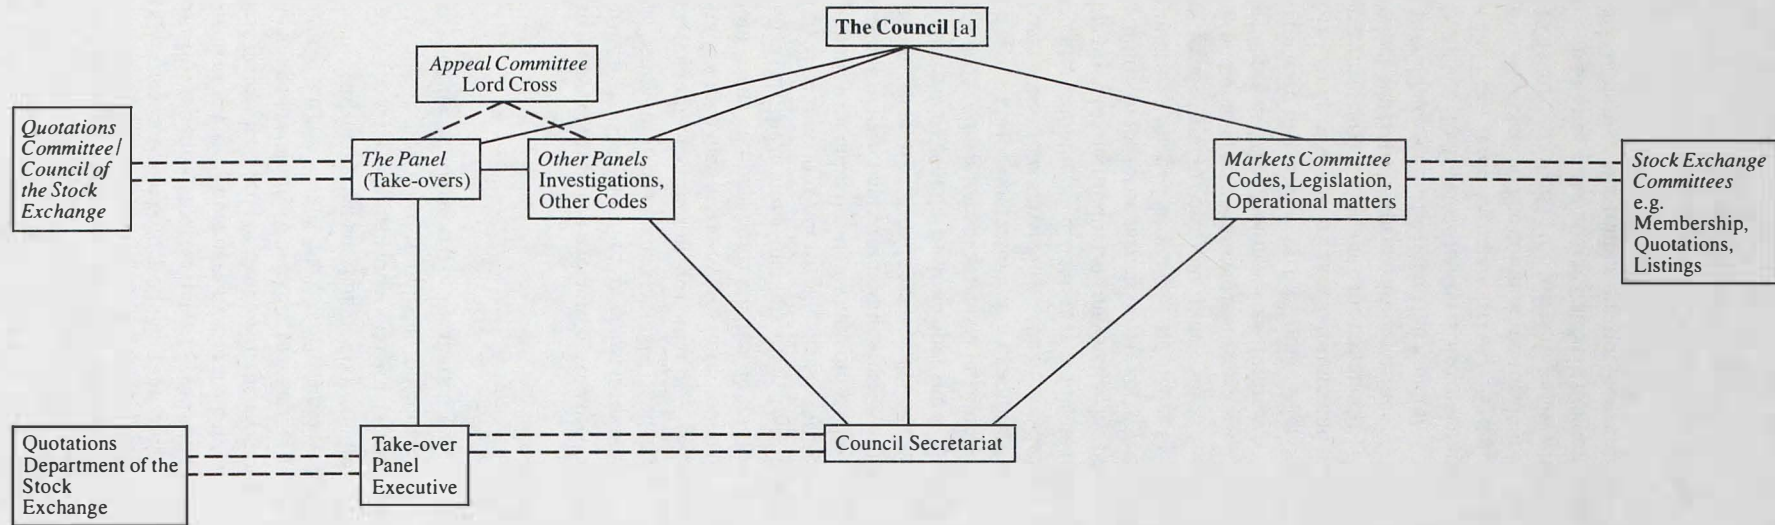 The Council [a]
Appeal Committee
Lord Cross
Quotations
Committee/
Council of
the Stock
Exchange
The Panel
(Take-overs)
Other Panels
Investigations,
Other Codes
Markets Committee
Codes, Legislation,
Operational matters
Stock Exchange
Committees
e.g.
Membership,
Quotations,
Listings
Quotations
Department of the
Stock
Exchange
Take-over
Panel
Executive
Council Secretariat